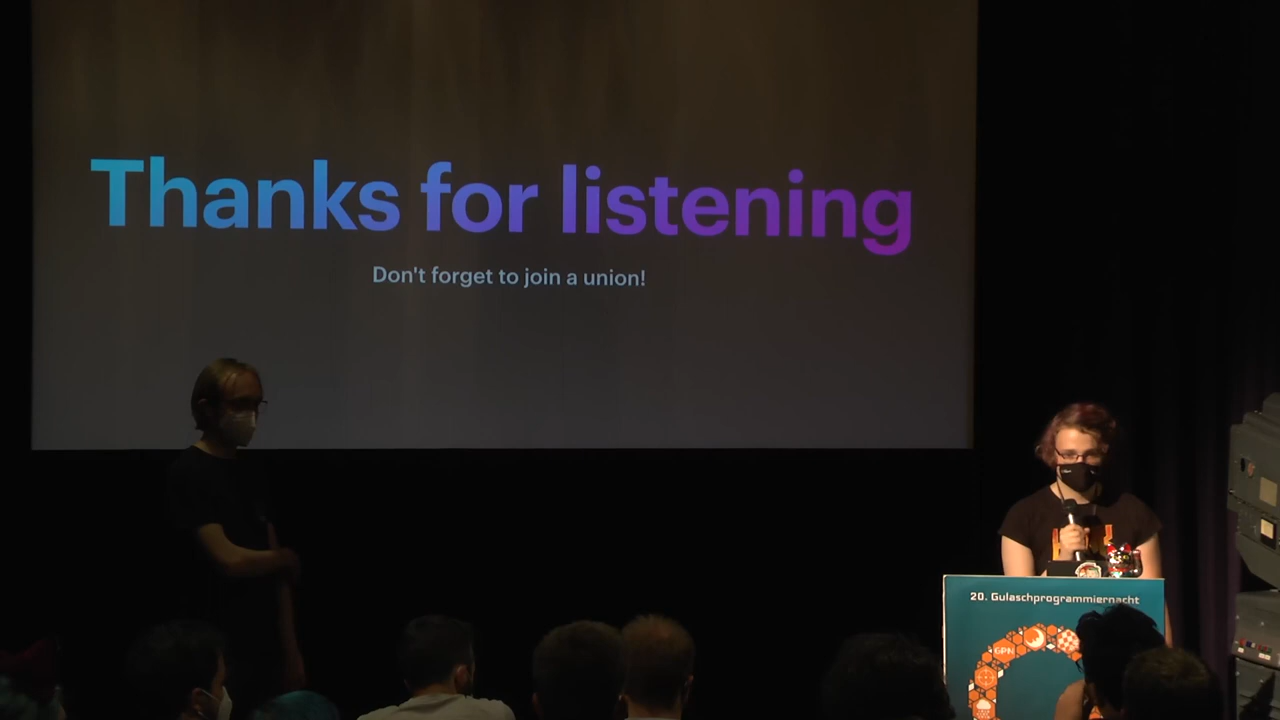 Thanks for listening
Don't forget to join a union!
20. Gulaschprogrammiernacht
GPN